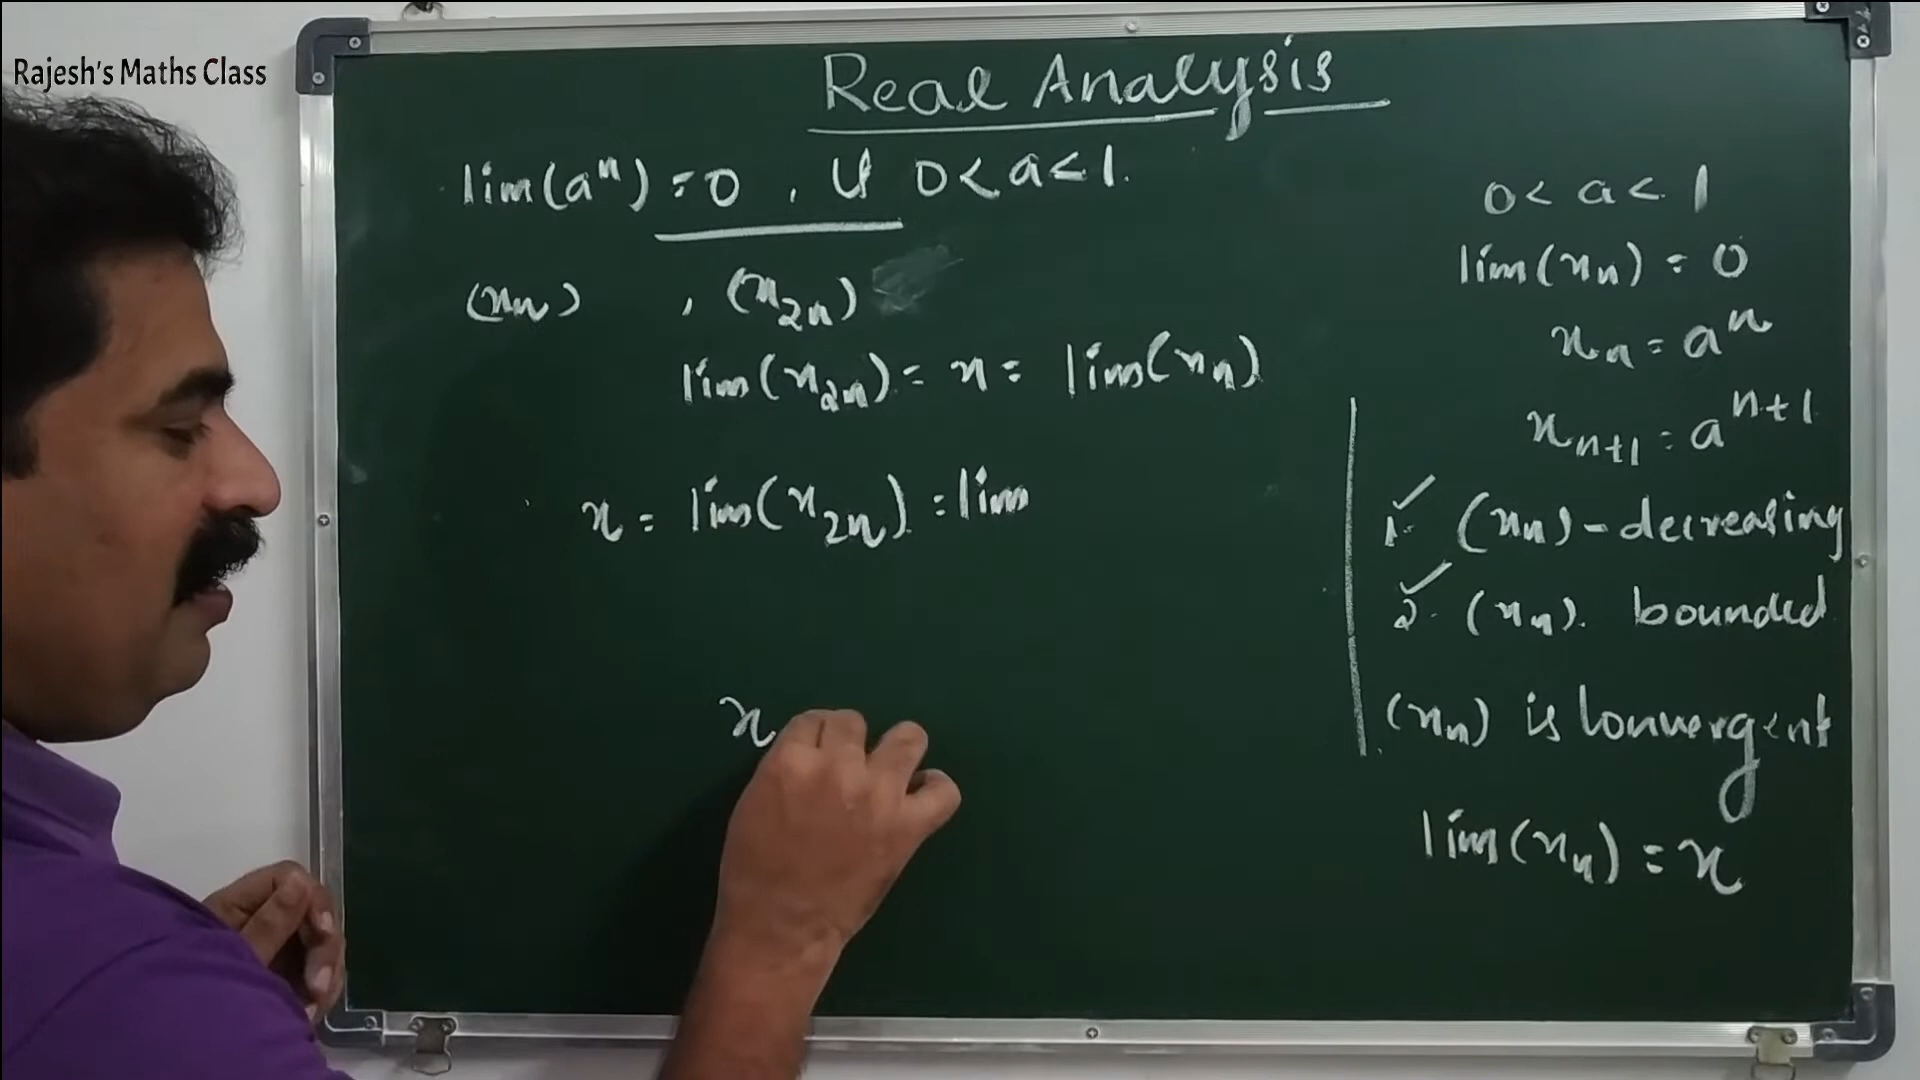 Rajesh's Maths Class
Real Analysis
lim(aⁿ) = 0 , if 0 < a < 1.
(xₙ) , (x₂ₙ)
lim(x₂ₙ) = x = lim(xₙ)
x = lim(x₂ₙ) = lim
x
0 < a < 1
lim(xₙ) = 0
xₙ = aⁿ
xₙ₊₁ = aⁿ⁺¹
✓ 1. (xₙ) - decreasing
✓ 2. (xₙ). bounded
(xₙ) is Convergent
lim(xₙ) = x